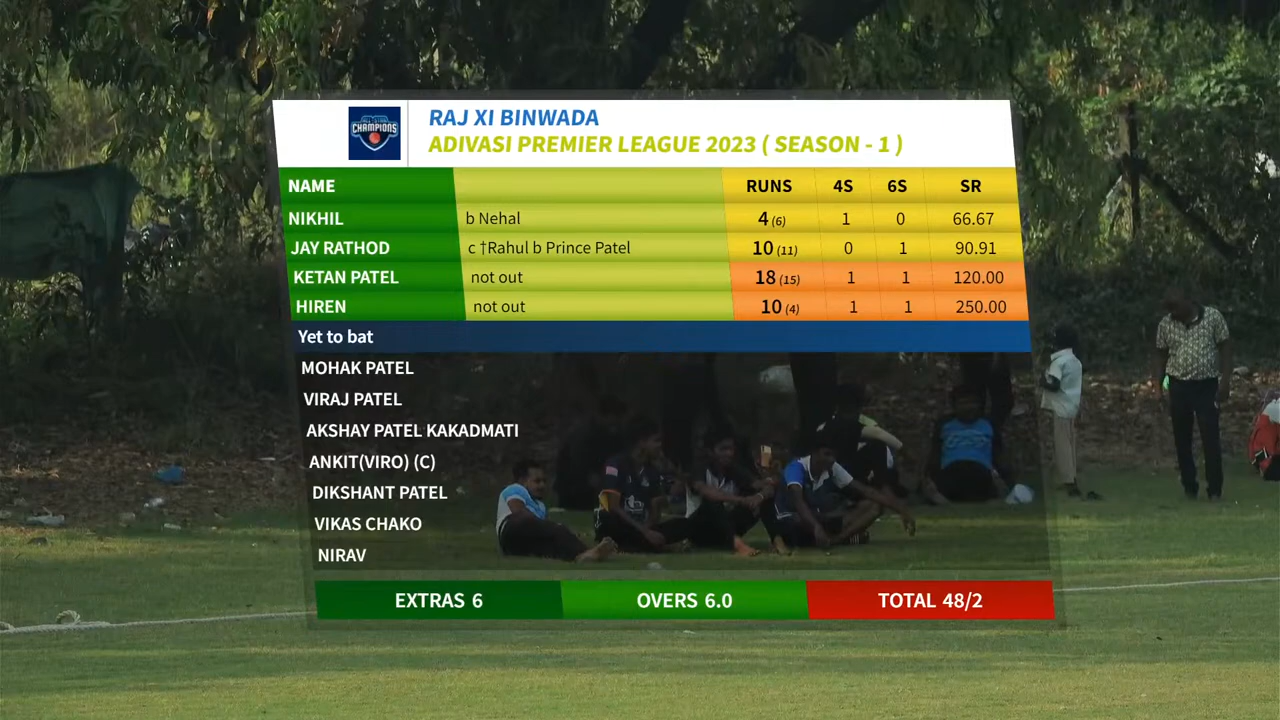 CHAMPIONS
RAJ XI BINWADA
ADIVASI PREMIER LEAGUE 2023 ( SEASON - 1 )
NAME RUNS 4S 6S SR
NIKHIL b Nehal 4 (6) 1 0 66.67
JAY RATHOD c †Rahul b Prince Patel 10 (11) 0 1 90.91
KETAN PATEL not out 18 (15) 1 1 120.00
HIREN not out 10 (4) 1 1 250.00
Yet to bat
MOHAK PATEL
VIRAJ PATEL
AKSHAY PATEL KAKADMATI
ANKIT(VIRO) (C)
DIKSHANT PATEL
VIKAS CHAKO
NIRAV
EXTRAS 6 OVERS 6.0 TOTAL 48/2